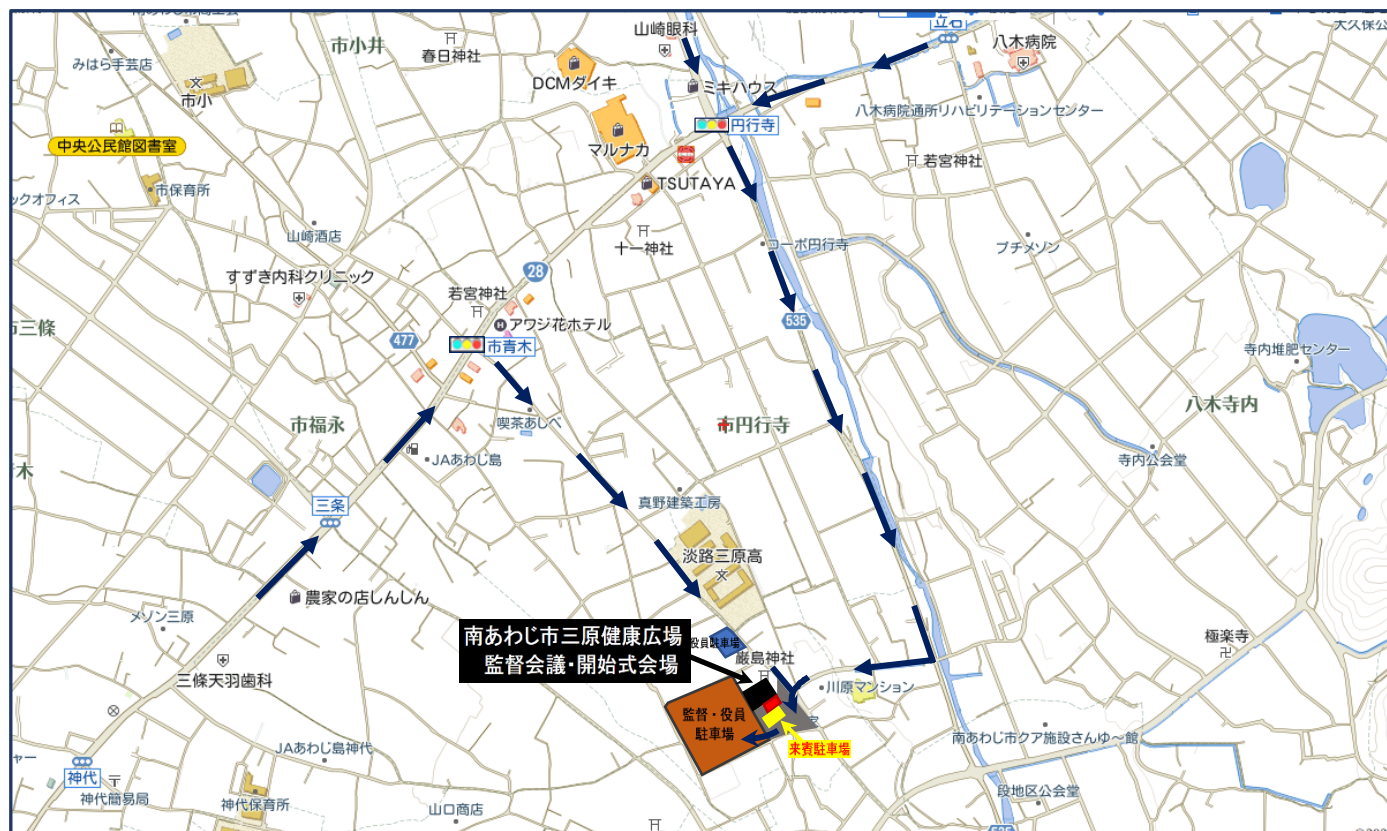 立石
山崎眼科
市小井
春日神社
八木病院
みはら手芸店
DCMダイキ
ミキハウス
市小
八木病院通所リハビリテーションセンター
円行寺
中央公民館図書室
マルナカ
若宮神社
市保育所
TSUTAYA
ックオフィス
山崎酒店
十一神社
コーポ円行寺
プチメゾン
すずき内科クリニック
28
若宮神社
535
アワジ花ホテル
市三條
477
市青木
寺内堆肥センター
八木寺内
喫茶あしべ
市福永
市円行寺
JAあわじ島
寺内公会堂
木
三条
真野建築工房
淡路三原高
農家の店しんしん
メゾン三原
南あわじ市三原健康広場
監督会議・開始式会場
役員駐車場
極楽寺
巌島神社
三條天羽歯科
川原マンション
監督・役員
駐車場
来賓駐車場
南あわじ市クア施設さんゆ~館
JAあわじ島神代
神代
神代簡易局
神代保育所
山口商店
段地区公会堂
535